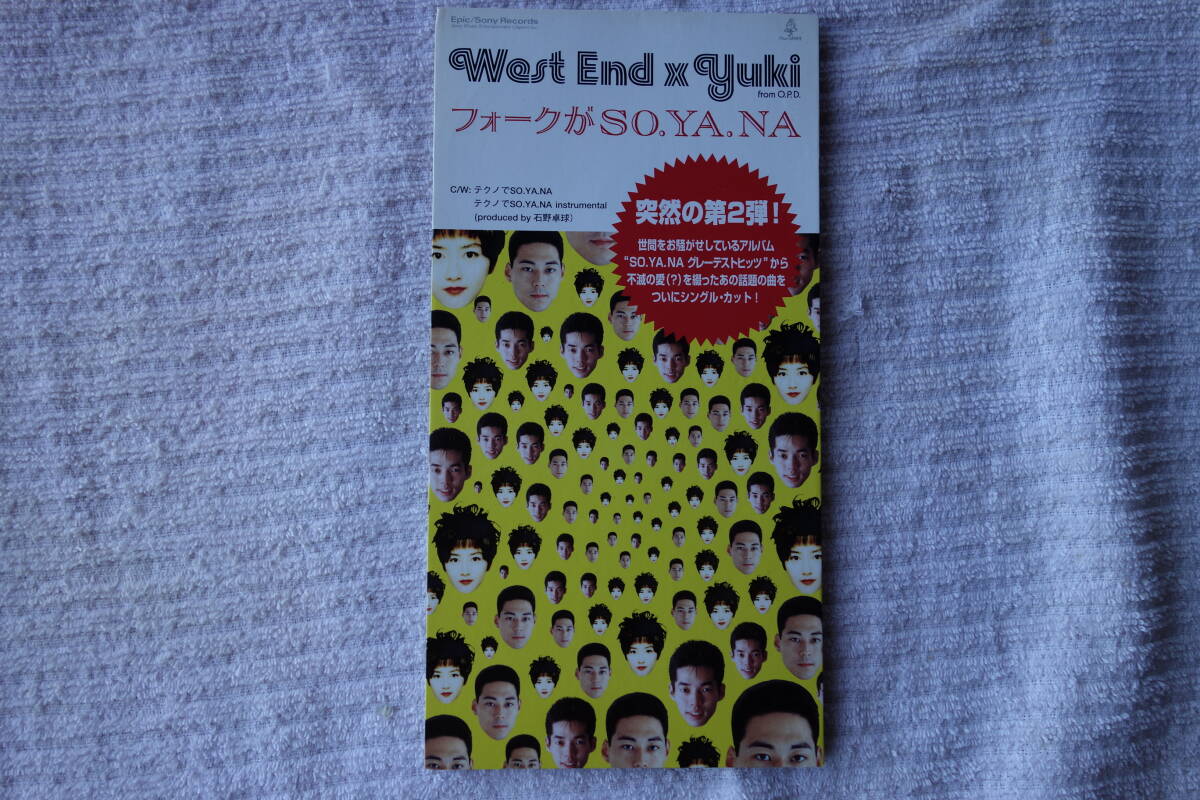 Epic/Sony Records
West End x Yuki
from O.P.D.
フォークが SO.YA.NA
C/W: テクノでSO.YA.NA
テクノでSO.YA.NA instrumental
(produced by 石野卓球)
突然の第2弾!
世間をお騒がせしているアルバム
“SO.YA.NA グレーテストヒッツ”から
不滅の愛(?)を綴ったあの話題の曲を
ついにシングル・カット!